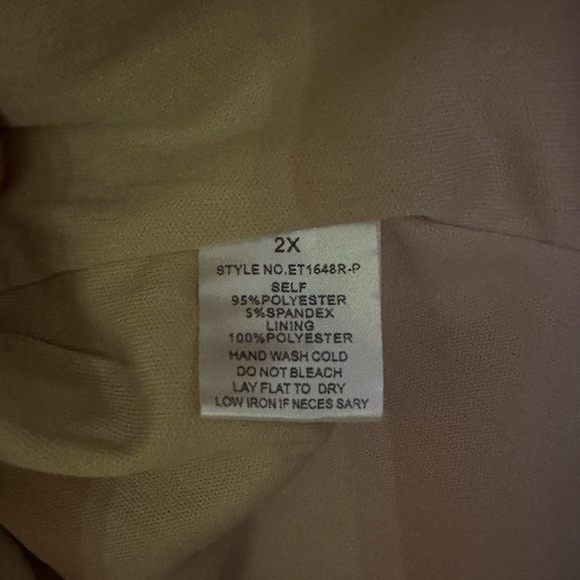 2X
STYLE NO.ET1648R-P
SELF
95%POLYESTER
5%SPANDEX
LINING
100%POLYESTER
HAND WASH COLD
DO NOT BLEACH
LAY FLAT TO DRY
LOW IRON IF NECES SARY